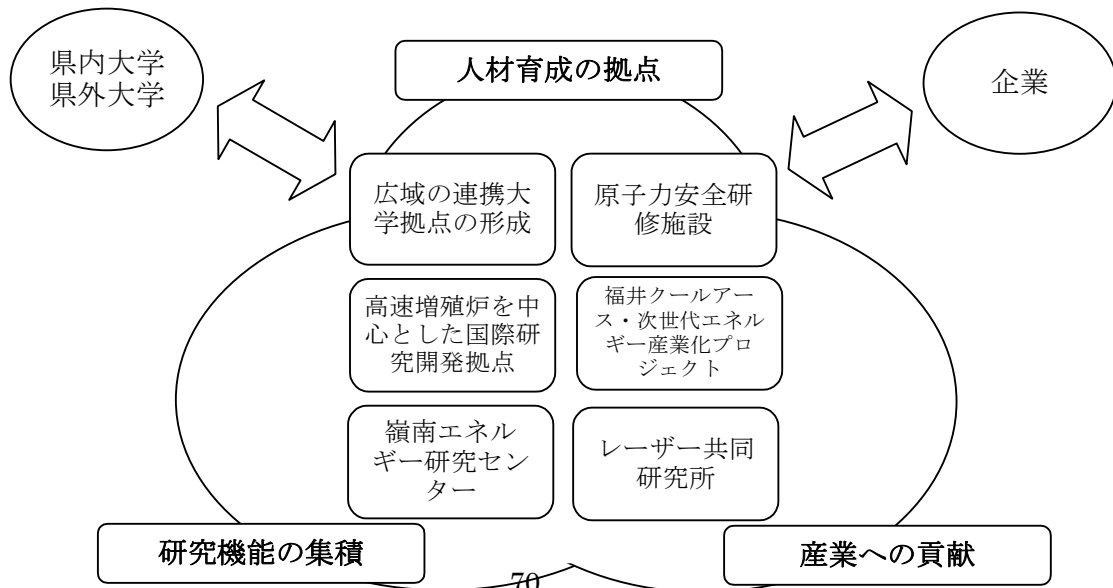 県内大学
県外大学
人材育成の拠点
企業
広域の連携大
学拠点の形成
原子力安全研
修施設
高速増殖炉を中
心とした国際研
究開発拠点
福井クールアー
ス・次世代エネル
ギー産業化プロ
ジェクト
嶺南エネル
ギー研究セン
ター
レーザー共同
研究所
研究機能の集積
産業への貢献
70